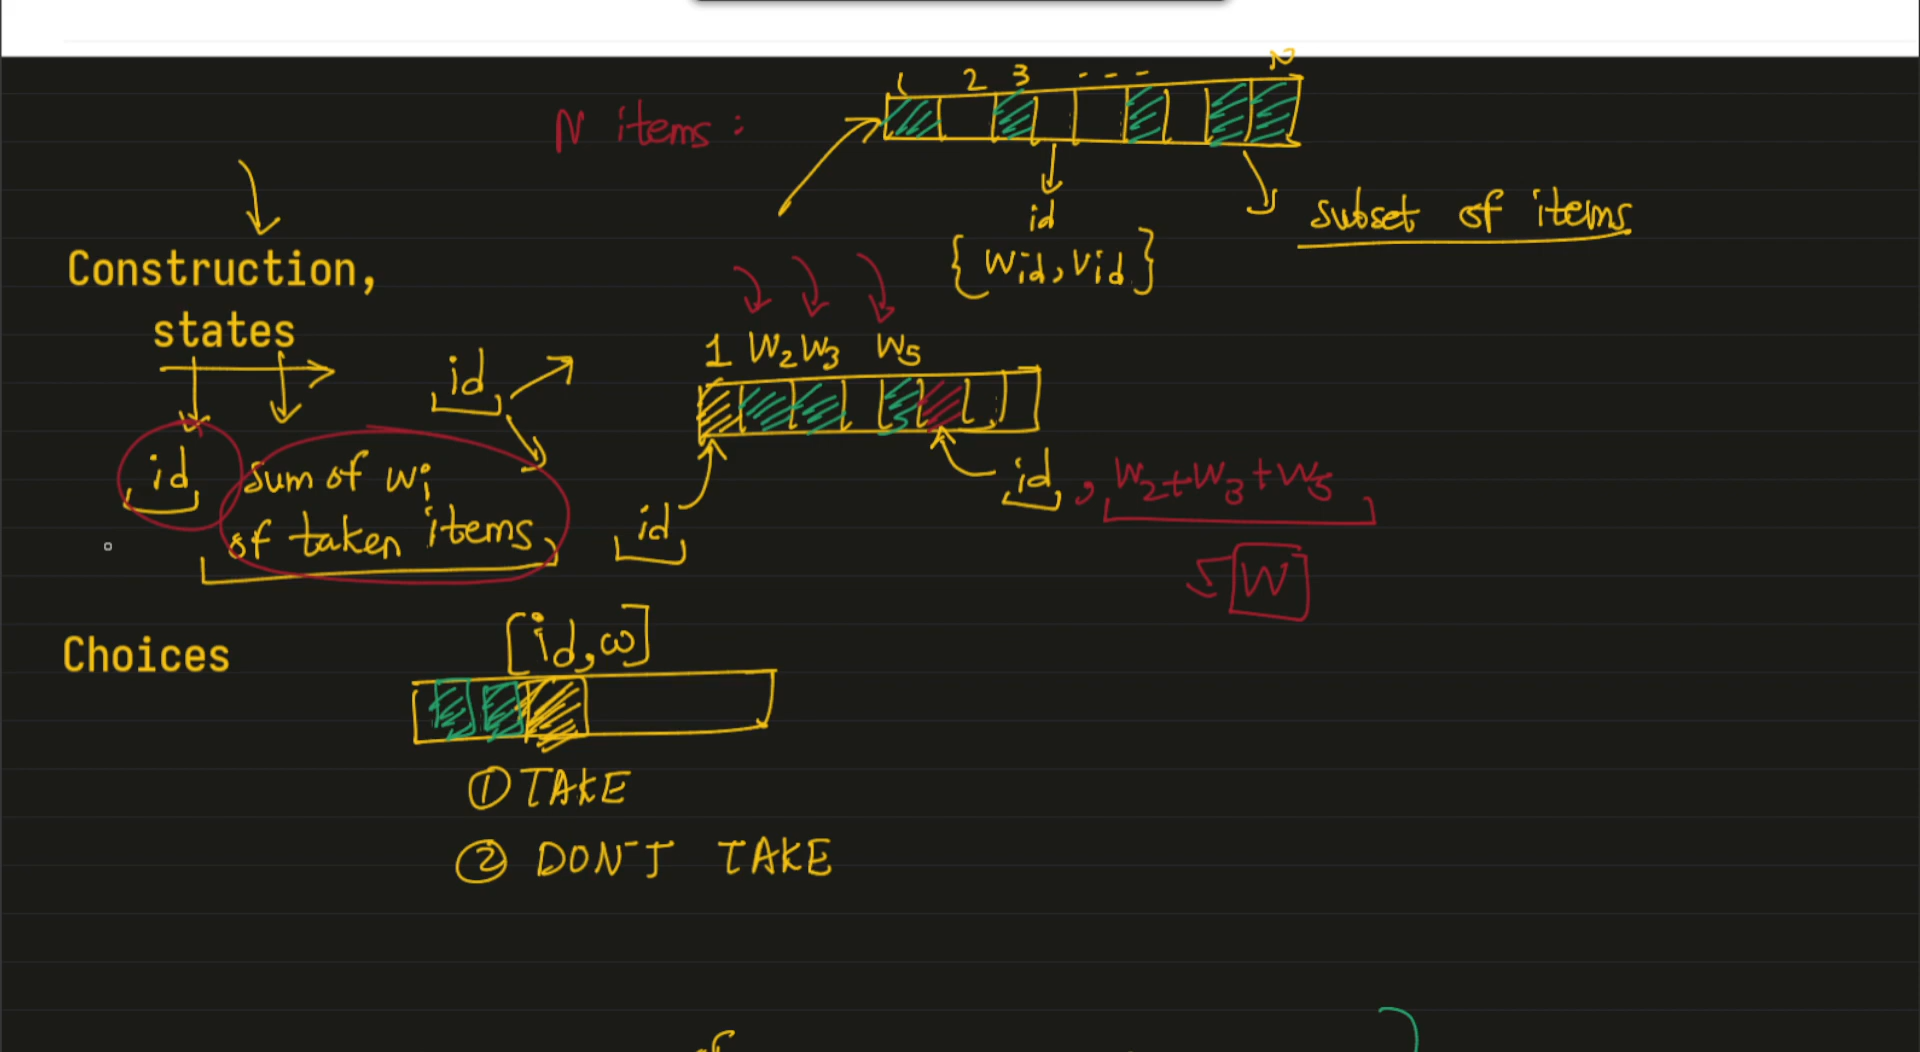 1 2 3 - - - N
N items :
id
subset of items
{ Wid, Vid }
Construction,
states
1 W2 W3 W5
id
id
sum of wi
of taken items
id
id, W2+W3+W5
≤ W
[id, ω]
Choices
① TAKE
② DON'T TAKE
of